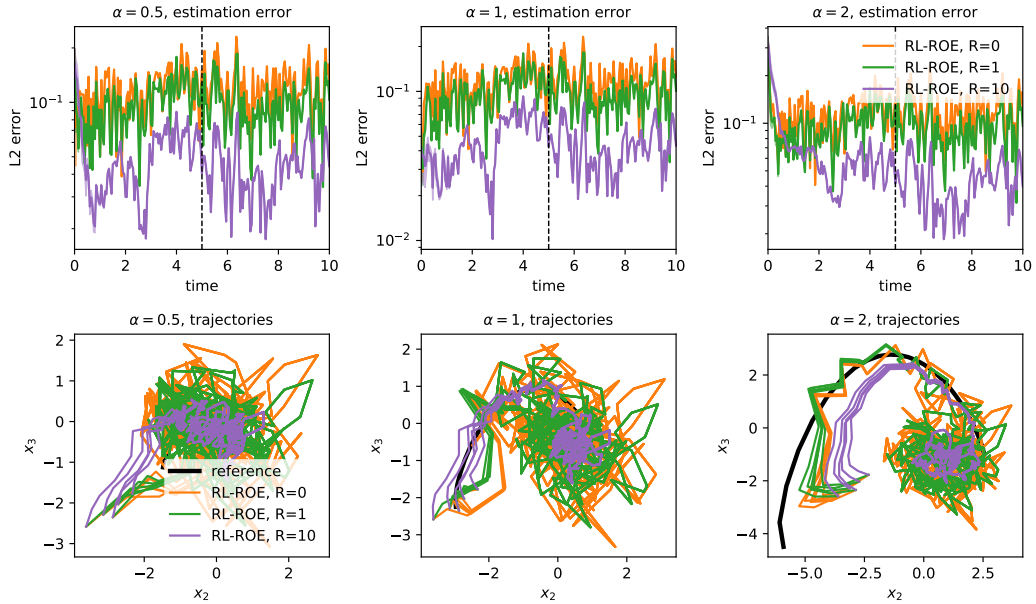 α = 0.5, estimation error
α = 1, estimation error
α = 2, estimation error
RL-ROE, R=0
RL-ROE, R=1
RL-ROE, R=10
L2 error
10⁻¹
0 2 4 6 8 10
time
L2 error
10⁻¹
10⁻²
0 2 4 6 8 10
time
L2 error
10⁻¹
0 2 4 6 8 10
time
α = 0.5, trajectories
α = 1, trajectories
α = 2, trajectories
x₃
2
1
0
−1
−2
−3
reference
RL-ROE, R=0
RL-ROE, R=1
RL-ROE, R=10
−2 0 2
x₂
x₃
2
1
0
−1
−2
−3
−2 0 2
x₂
x₃
2
0
−2
−4
−5.0 −2.5 0.0 2.5
x₂